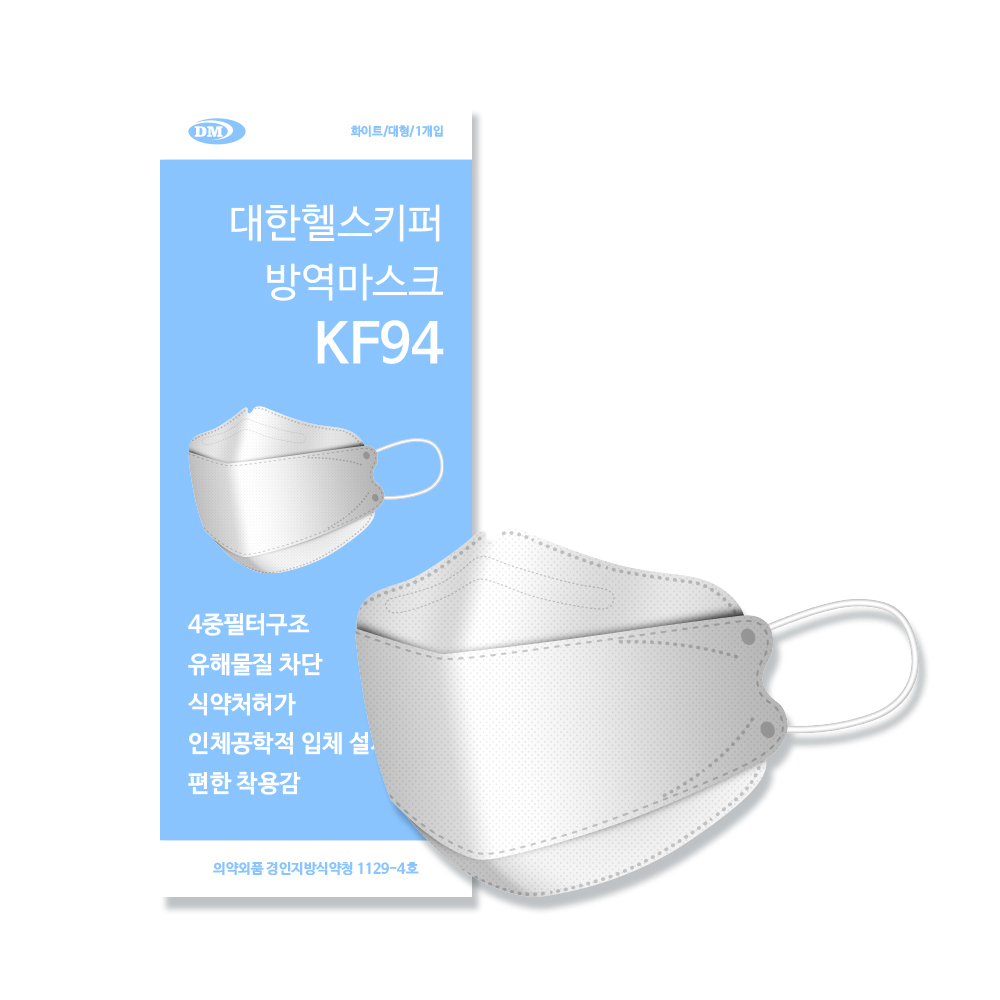 DM
화이트/대형/1개입
대한헬스키퍼
방역마스크
KF94
4중필터구조
유해물질 차단
식약처허가
인체공학적 입체
편한 착용감
의약외품 경인지방식약청 1129-4호